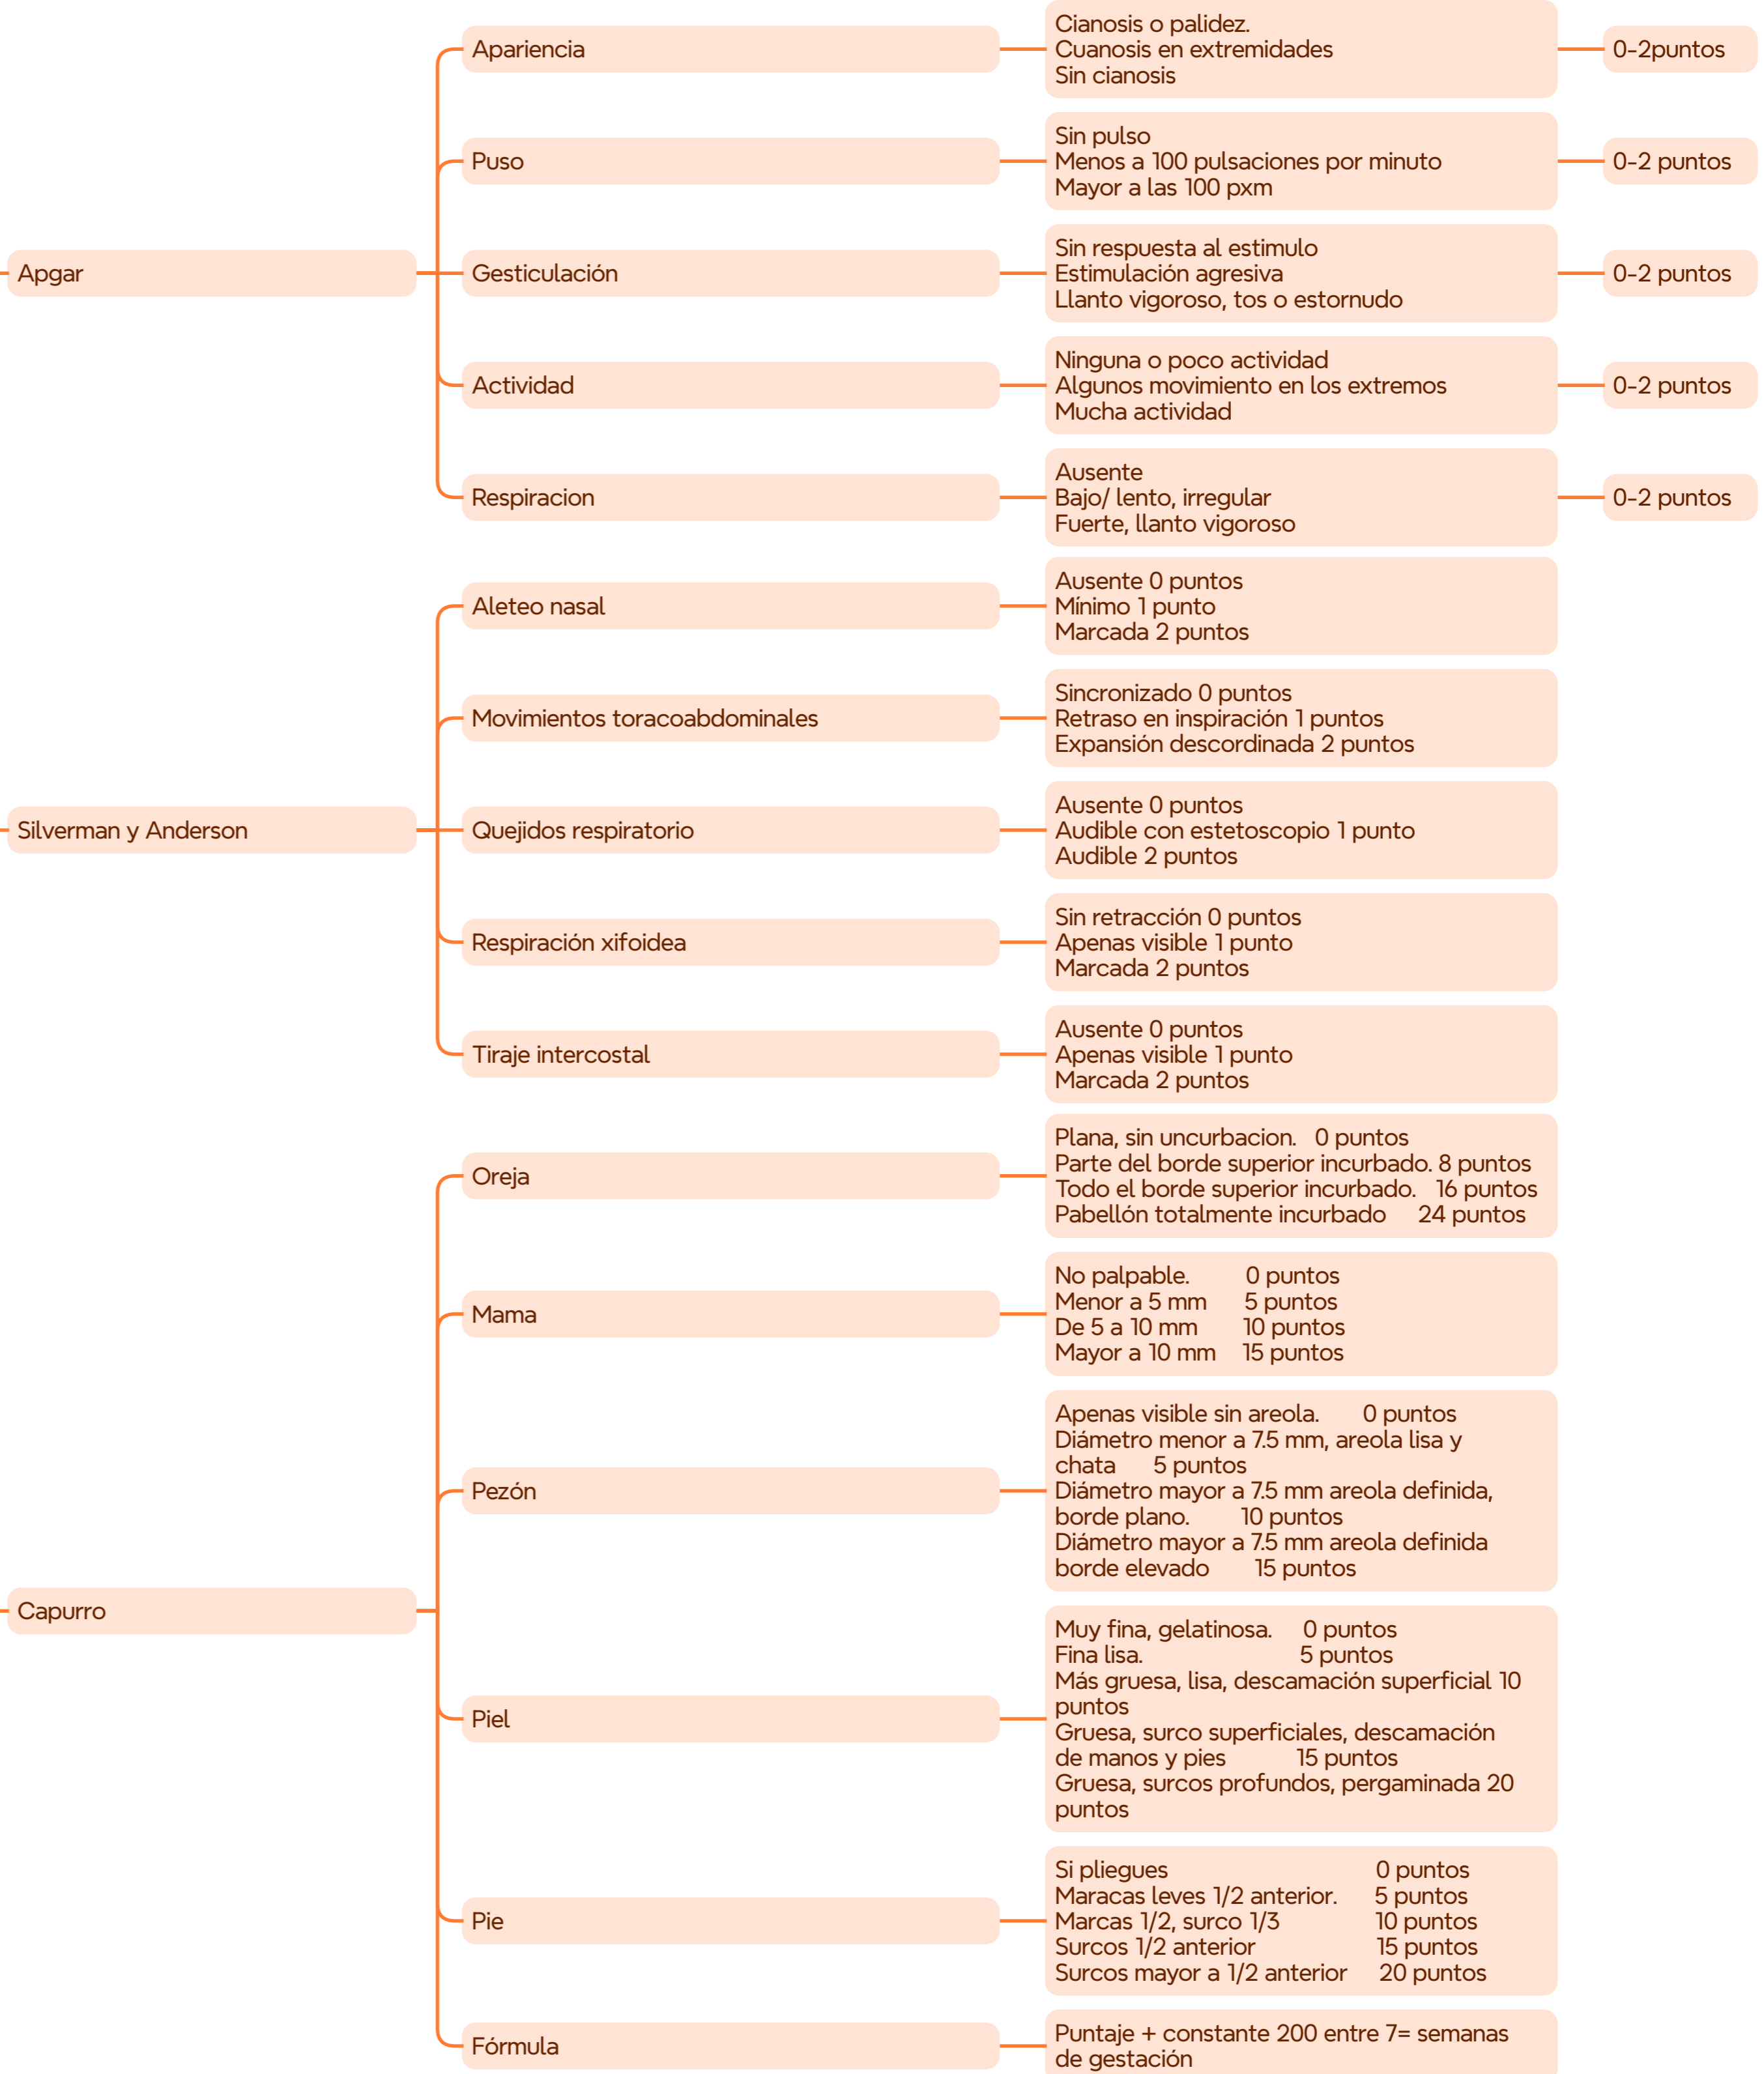 Apgar
Apariencia
Cianosis o palidez.
Cuanosis en extremidades
Sin cianosis
0-2puntos
Puso
Sin pulso
Menos a 100 pulsaciones por minuto
Mayor a las 100 pxm
0-2 puntos
Gesticulación
Sin respuesta al estimulo
Estimulación agresiva
Llanto vigoroso, tos o estornudo
0-2 puntos
Actividad
Ninguna o poco actividad
Algunos movimiento en los extremos
Mucha actividad
0-2 puntos
Respiracion
Ausente
Bajo/ lento, irregular
Fuerte, llanto vigoroso
0-2 puntos
Silverman y Anderson
Aleteo nasal
Ausente 0 puntos
Mínimo 1 punto
Marcada 2 puntos
Movimientos toracoabdominales
Sincronizado 0 puntos
Retraso en inspiración 1 puntos
Expansión descordinada 2 puntos
Quejidos respiratorio
Ausente 0 puntos
Audible con estetoscopio 1 punto
Audible 2 puntos
Respiración xifoidea
Sin retracción 0 puntos
Apenas visible 1 punto
Marcada 2 puntos
Tiraje intercostal
Ausente 0 puntos
Apenas visible 1 punto
Marcada 2 puntos
Capurro
Oreja
Plana, sin uncurbacion. 0 puntos
Parte del borde superior incurbado. 8 puntos
Todo el borde superior incurbado. 16 puntos
Pabellón totalmente incurbado 24 puntos
Mama
No palpable. 0 puntos
Menor a 5 mm 5 puntos
De 5 a 10 mm 10 puntos
Mayor a 10 mm 15 puntos
Pezón
Apenas visible sin areola. 0 puntos
Diámetro menor a 7.5 mm, areola lisa y
chata 5 puntos
Diámetro mayor a 7.5 mm areola definida,
borde plano. 10 puntos
Diámetro mayor a 7.5 mm areola definida
borde elevado 15 puntos
Piel
Muy fina, gelatinosa. 0 puntos
Fina lisa. 5 puntos
Más gruesa, lisa, descamación superficial 10
puntos
Gruesa, surco superficiales, descamación
de manos y pies 15 puntos
Gruesa, surcos profundos, pergaminada 20
puntos
Pie
Si pliegues 0 puntos
Maracas leves 1/2 anterior. 5 puntos
Marcas 1/2, surco 1/3 10 puntos
Surcos 1/2 anterior 15 puntos
Surcos mayor a 1/2 anterior 20 puntos
Fórmula
Puntaje + constante 200 entre 7= semanas
de gestación